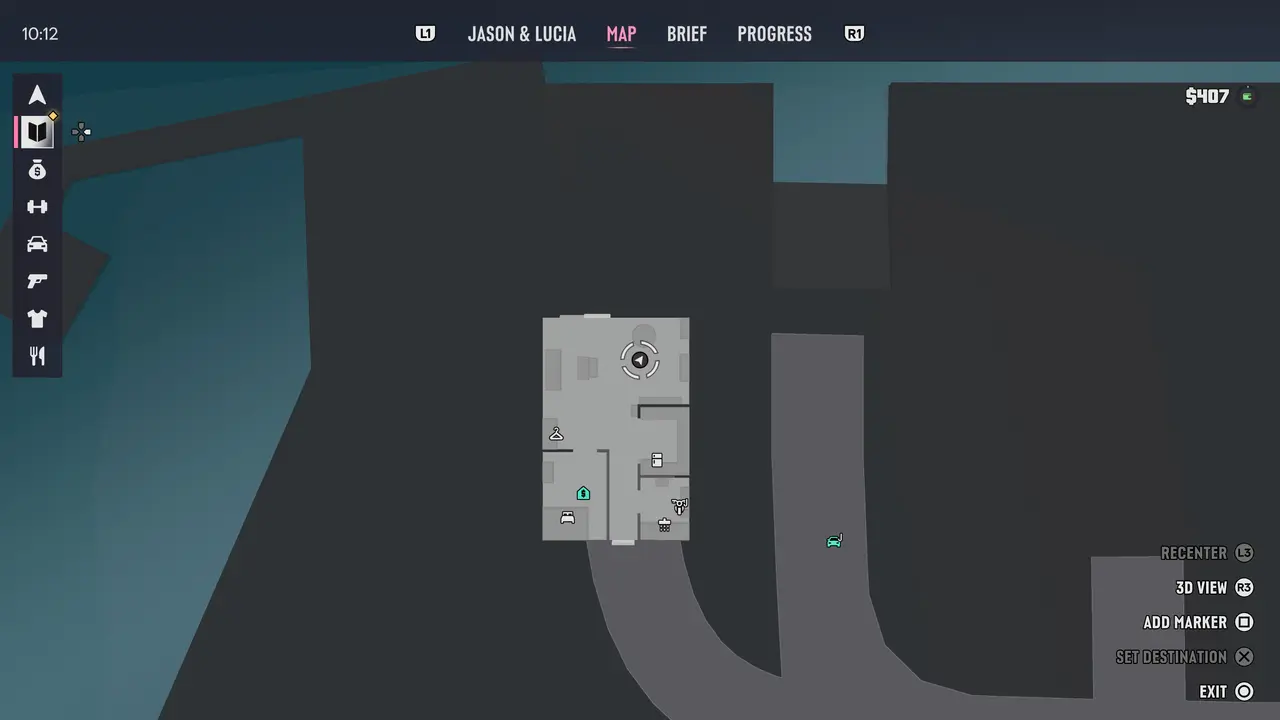 10:12
L1 JASON & LUCIA MAP BRIEF PROGRESS R1
$407
RECENTER L3
3D VIEW R3
ADD MARKER
SET DESTINATION
EXIT